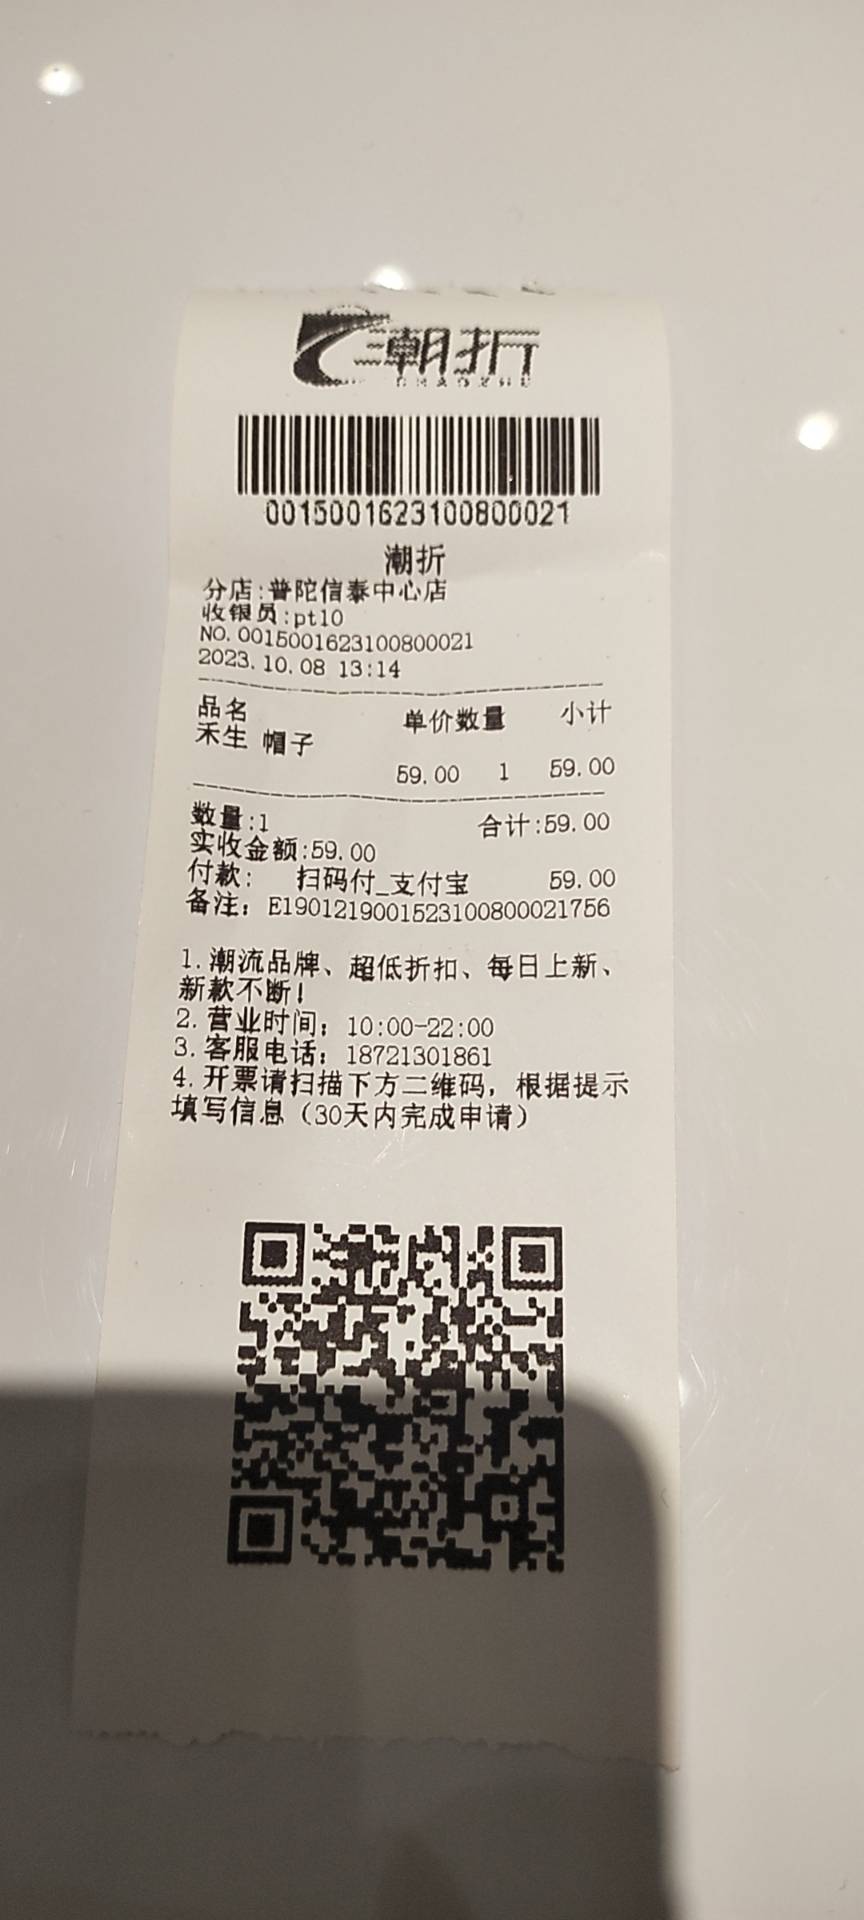 潮折
CHAOZHE
0015001623100800021
潮折
分店:普陀信泰中心店
收银员:pt10
NO.0015001623100800021
2023.10.08 13:14
品名 单价数量 小计
禾生 帽子
59.00 1 59.00
数量:1 合计:59.00
实收金额:59.00
付款: 扫码付_支付宝 59.00
备注: E1901219001523100800021756
1.潮流品牌、超低折扣、每日上新、
新款不断!
2.营业时间: 10:00-22:00
3.客服电话: 18721301861
4.开票请扫描下方二维码, 根据提示
填写信息 (30天内完成申请)